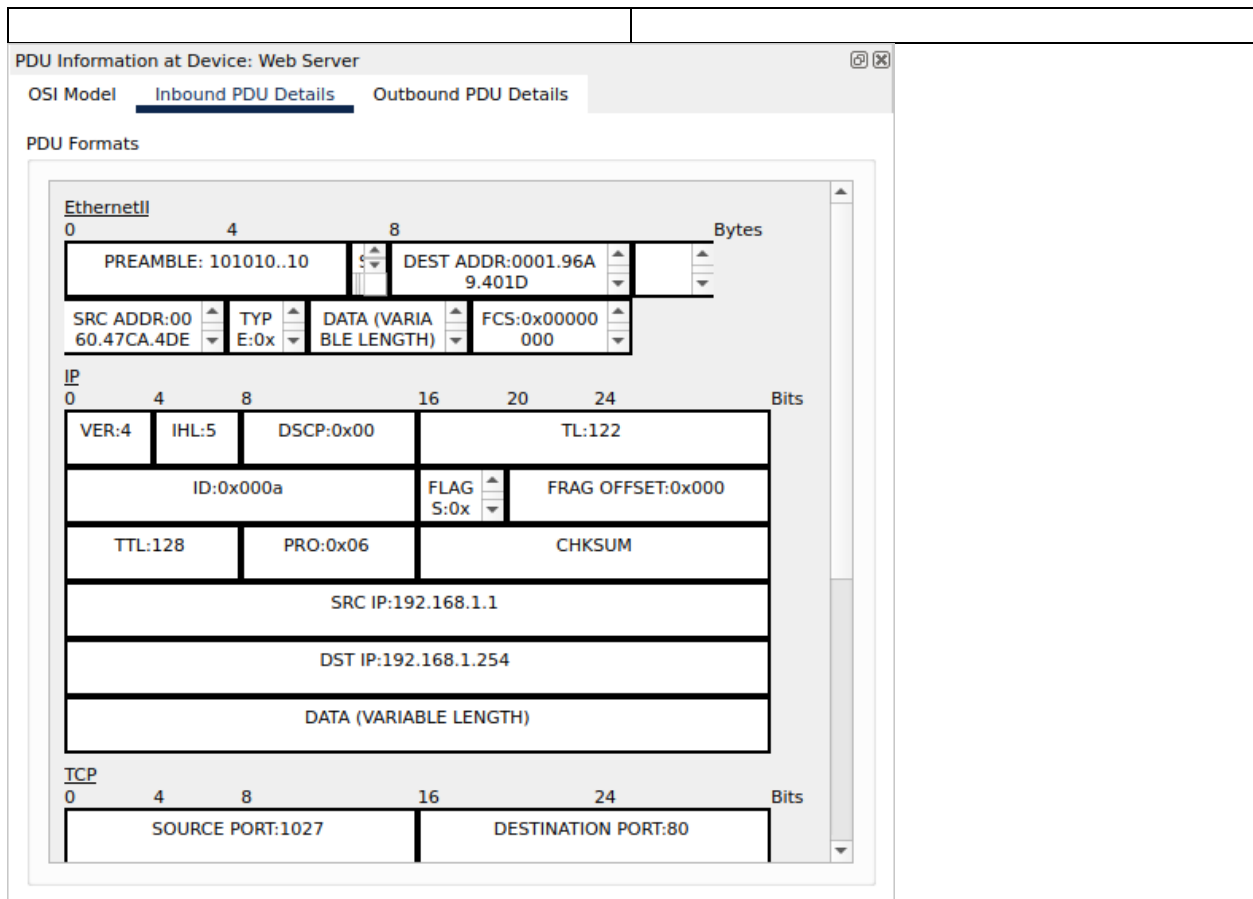 PDU Information at Device: Web Server
OSI Model Inbound PDU Details Outbound PDU Details
PDU Formats
EthernetII
0 4 8 Bytes
PREAMBLE: 101010..10 DEST ADDR:0001.96A
9.401D
SRC ADDR:00 TYP DATA (VARIA FCS:0x00000
60.47CA.4DE E:0x BLE LENGTH) 000
IP
0 4 8 16 20 24 Bits
VER:4 IHL:5 DSCP:0x00 TL:122
ID:0x000a FLAG FRAG OFFSET:0x000
S:0x
TTL:128 PRO:0x06 CHKSUM
SRC IP:192.168.1.1
DST IP:192.168.1.254
DATA (VARIABLE LENGTH)
TCP
0 4 8 16 24 Bits
SOURCE PORT:1027 DESTINATION PORT:80